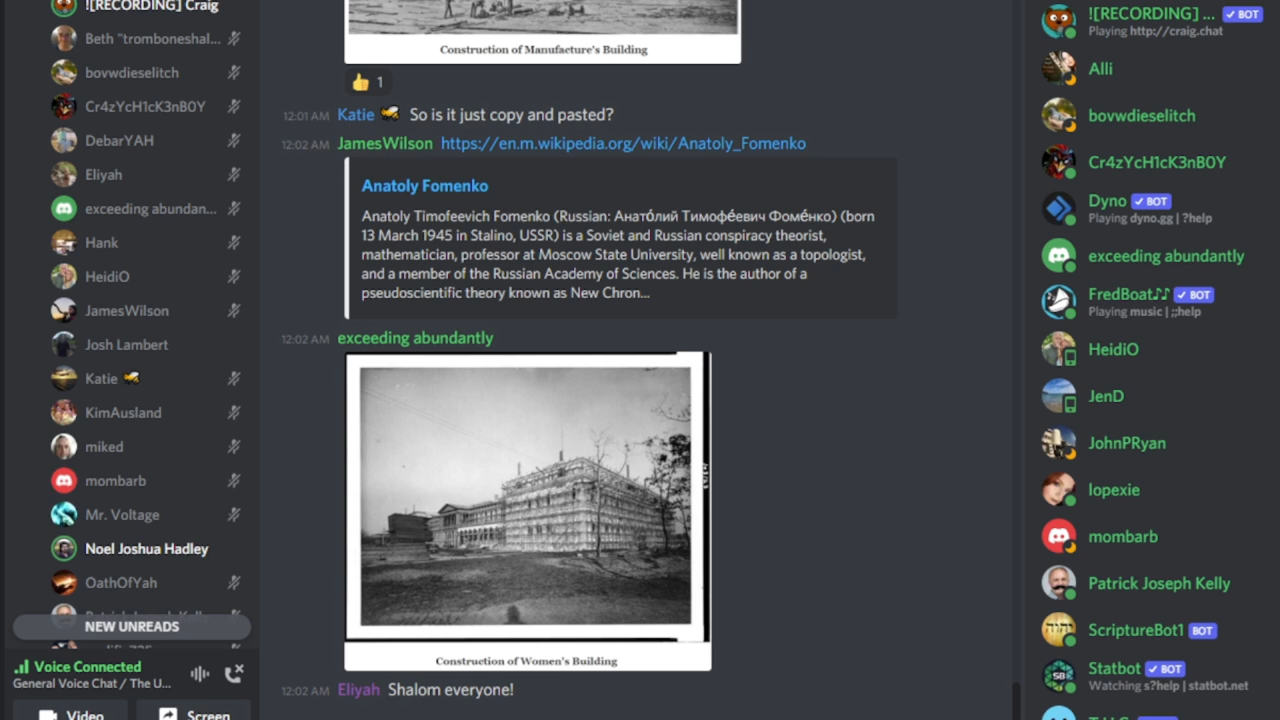 ![RECORDING] Craig
Beth "tromboneshal...
bovwdieselitch
Cr4zYcH1cK3nB0Y
DebarYAH
Eliyah
exceeding abundan...
Hank
HeidiO
JamesWilson
Josh Lambert
Katie
KimAusland
miked
mombarb
Mr. Voltage
Noel Joshua Hadley
OathOfYah
NEW UNREADS
Voice Connected
General Voice Chat / The U...
Video
Screen
Construction of Manufacture's Building
👍 1
12:01 AM Katie So is it just copy and pasted?
12:02 AM JamesWilson https://en.m.wikipedia.org/wiki/Anatoly_Fomenko
Anatoly Fomenko
Anatoly Timofeevich Fomenko (Russian: Анато́лий Тимофе́евич Фоме́нко) (born
13 March 1945 in Stalino, USSR) is a Soviet and Russian conspiracy theorist,
mathematician, professor at Moscow State University, well known as a topologist,
and a member of the Russian Academy of Sciences. He is the author of a
pseudoscientific theory known as New Chron...
12:02 AM exceeding abundantly
Construction of Women's Building
12:02 AM Eliyah Shalom everyone!
![RECORDING] ... ✓ BOT
Playing http://craig.chat
Alli
bovwdieselitch
Cr4zYcH1cK3nB0Y
Dyno ✓ BOT
Playing dyno.gg | ?help
exceeding abundantly
FredBoat♪♪ ✓ BOT
Playing music | ;;help
HeidiO
JenD
JohnPRyan
lopexie
mombarb
Patrick Joseph Kelly
ScriptureBot1 BOT
Statbot ✓ BOT
Watching s?help | statbot.net